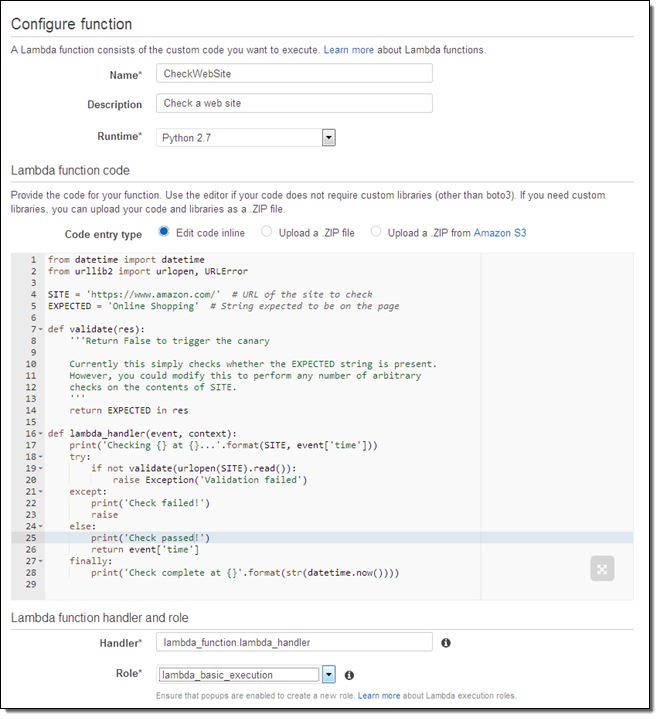 Configure function
A Lambda function consists of the custom code you want to execute. Learn more about Lambda functions.
Name* CheckWebSite
Description Check a web site
Runtime* Python 2.7
Lambda function code
Provide the code for your function. Use the editor if your code does not require custom libraries (other than boto3). If you need custom
libraries, you can upload your code and libraries as a .ZIP file.
Code entry type Edit code inline Upload a .ZIP file Upload a .ZIP from Amazon S3
1 from datetime import datetime
2 from urllib2 import urlopen, URLError
3
4 SITE = 'https://www.amazon.com/'  # URL of the site to check
5 EXPECTED = 'Online Shopping'  # String expected to be on the page
6
7 def validate(res):
8     '''Return False to trigger the canary
9
10     Currently this simply checks whether the EXPECTED string is present.
11     However, you could modify this to perform any number of arbitrary
12     checks on the contents of SITE.
13     '''
14     return EXPECTED in res
15
16 def lambda_handler(event, context):
17     print('Checking {} at {}...'.format(SITE, event['time']))
18     try:
19         if not validate(urlopen(SITE).read()):
20             raise Exception('Validation failed')
21     except:
22         print('Check failed!')
23         raise
24     else:
25         print('Check passed!')
26         return event['time']
27     finally:
28         print('Check complete at {}'.format(str(datetime.now())))
29
Lambda function handler and role
Handler* lambda_function.lambda_handler
Role* lambda_basic_execution
Ensure that popups are enabled to create a new role. Learn more about Lambda execution roles.